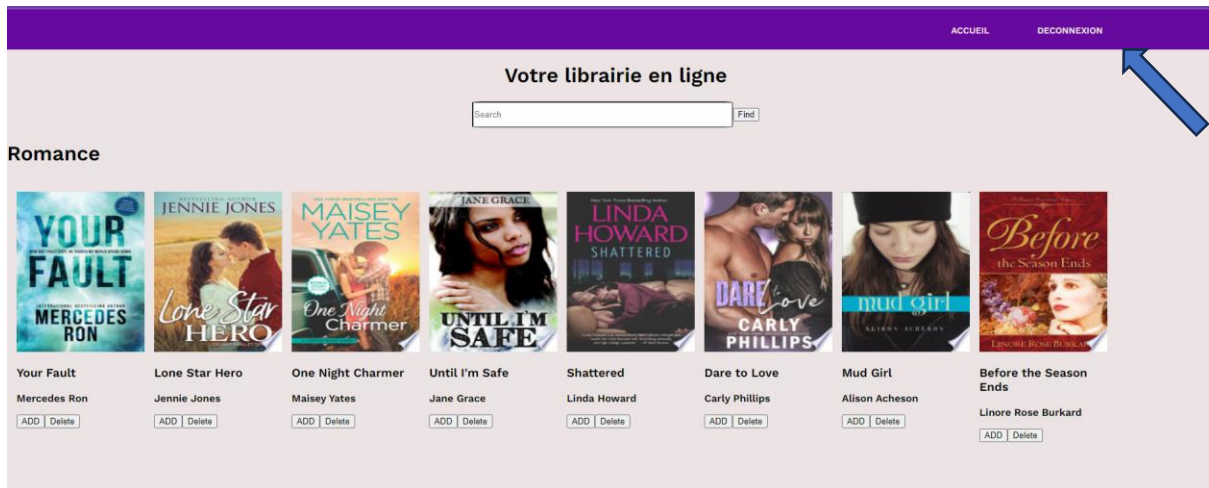 ACCUEIL DECONNEXION
Votre librairie en ligne
Search Find
Romance
YOUR
FAULT
MERCEDES
RON
JENNIE JONES
Lone Star
HERO
MAISEY
YATES
One Night
Charmer
JANE GRACE
UNTIL I'M
SAFE
LINDA
HOWARD
SHATTERED
DARE to
Love
CARLY
PHILLIPS
mud girl
ALISON ACHESON
Before
the Season Ends
LINORE ROSE BURKA
Your Fault
Mercedes Ron
ADD Delete
Lone Star Hero
Jennie Jones
ADD Delete
One Night Charmer
Maisey Yates
ADD Delete
Until I'm Safe
Jane Grace
ADD Delete
Shattered
Linda Howard
ADD Delete
Dare to Love
Carly Phillips
ADD Delete
Mud Girl
Alison Acheson
ADD Delete
Before the Season
Ends
Linore Rose Burkard
ADD Delete